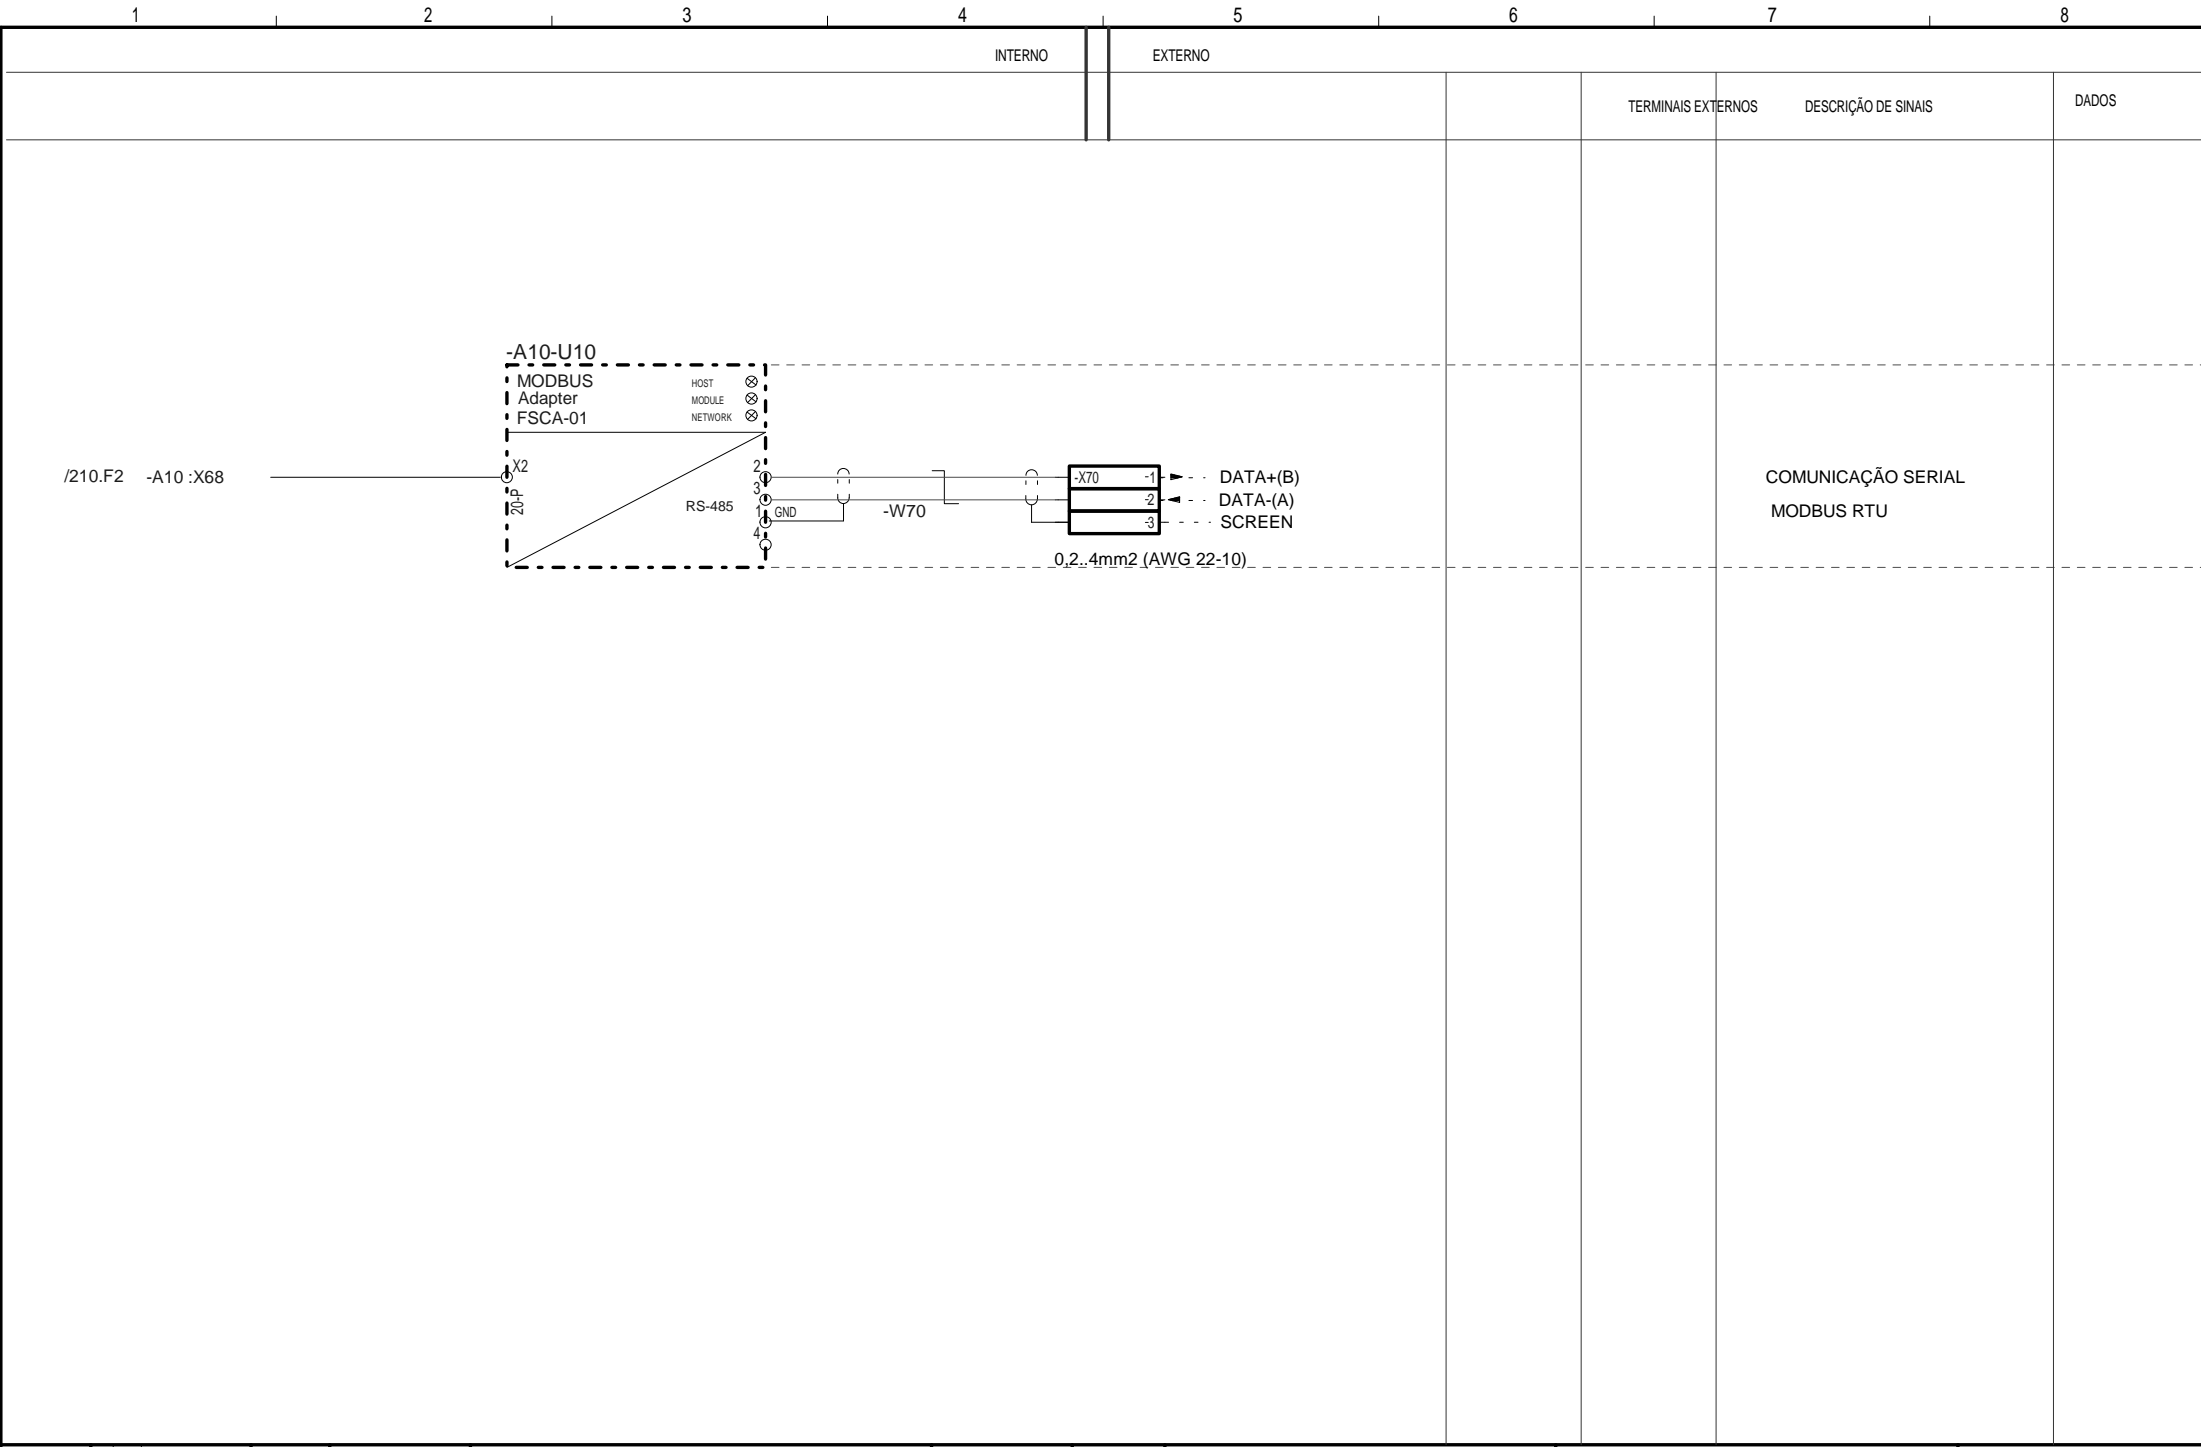 1 2 3 4 5 6 7 8
INTERNO EXTERNO
TERMINAIS EXTERNOS DESCRIÇÃO DE SINAIS DADOS
-A10-U10
MODBUS HOST
Adapter MODULE
FSCA-01 NETWORK
/210.F2 -A10 :X68 X2 2 -X70 -1 DATA+(B) COMUNICAÇÃO SERIAL
20-P RS-485 3 -2 DATA-(A)
1 GND -W70 MODBUS RTU
-3 SCREEN
4
0,2..4mm2 (AWG 22-10)